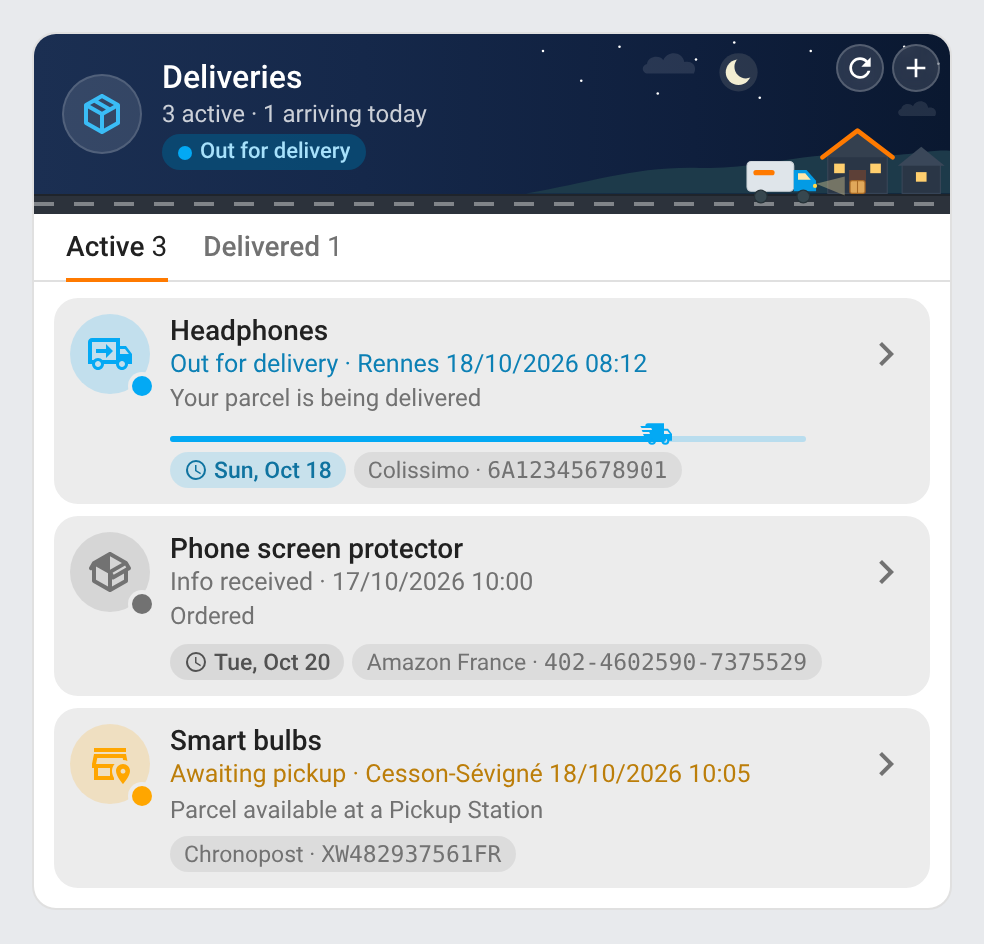 Deliveries
3 active · 1 arriving today
Out for delivery
Active 3
Delivered 1
Headphones
Out for delivery · Rennes 18/10/2026 08:12
Your parcel is being delivered
Sun, Oct 18
Colissimo · 6A12345678901
Phone screen protector
Info received · 17/10/2026 10:00
Ordered
Tue, Oct 20
Amazon France · 402-4602590-7375529
Smart bulbs
Awaiting pickup · Cesson-Sévigné 18/10/2026 10:05
Parcel available at a Pickup Station
Chronopost · XW482937561FR